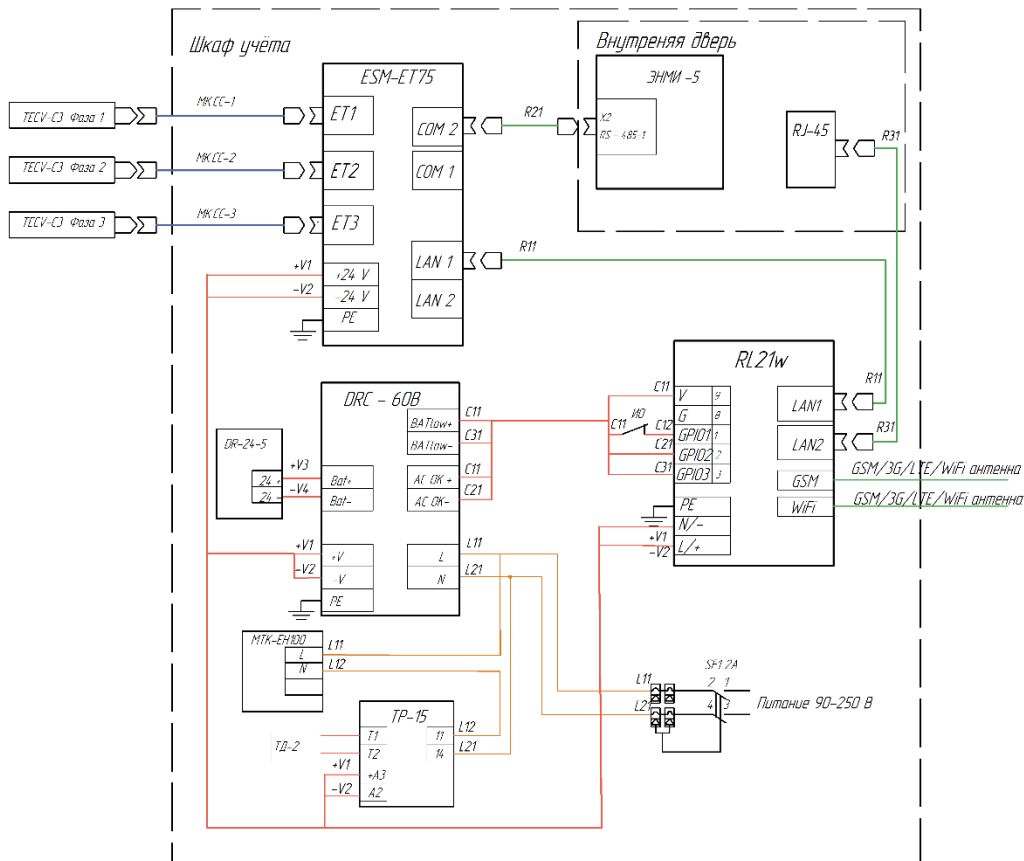 Шкаф учёта
Внутреняя дверь
ESM-ET75
ЭНМИ -5
TECV-C3 Фаза 1
МКСС-1
ET1
COM 2
R21
X2
RS - 485-1
RJ-45
R31
TECV-C3 Фаза 2
МКСС-2
ET2
COM 1
TECV-C3 Фаза 3
МКСС-3
ET3
R11
+V1
+24 V
LAN 1
-V2
-24 V
LAN 2
PE
RL21w
DRC - 60B
C11
V
9
LAN1
R11
BATlow+
C11
G
8
ИО
C11
C12
GPIO1
1
BATlow-
C31
C21
GPIO2
2
LAN2
R31
DR-24-5
C31
GPIO3
3
24 +
+V3
Bat+
AC OK +
C11
GSM
GSM/3G/LTE/WiFi антенна
24 -
-V4
Bat-
AC OK-
C21
PE
WiFi
GSM/3G/LTE/WiFi антенна
N/-
+V1
L/+
-V2
+V1
+V
L
L11
-V2
-V
N
L21
PE
МТК-EH100
L
L11
N
L12
SF1 2A
L11
2
1
L21
4
3
Питание 90-250 В
ТР-15
ТД-2
T1
11
L12
T2
14
L21
+V1
+A3
-V2
A2